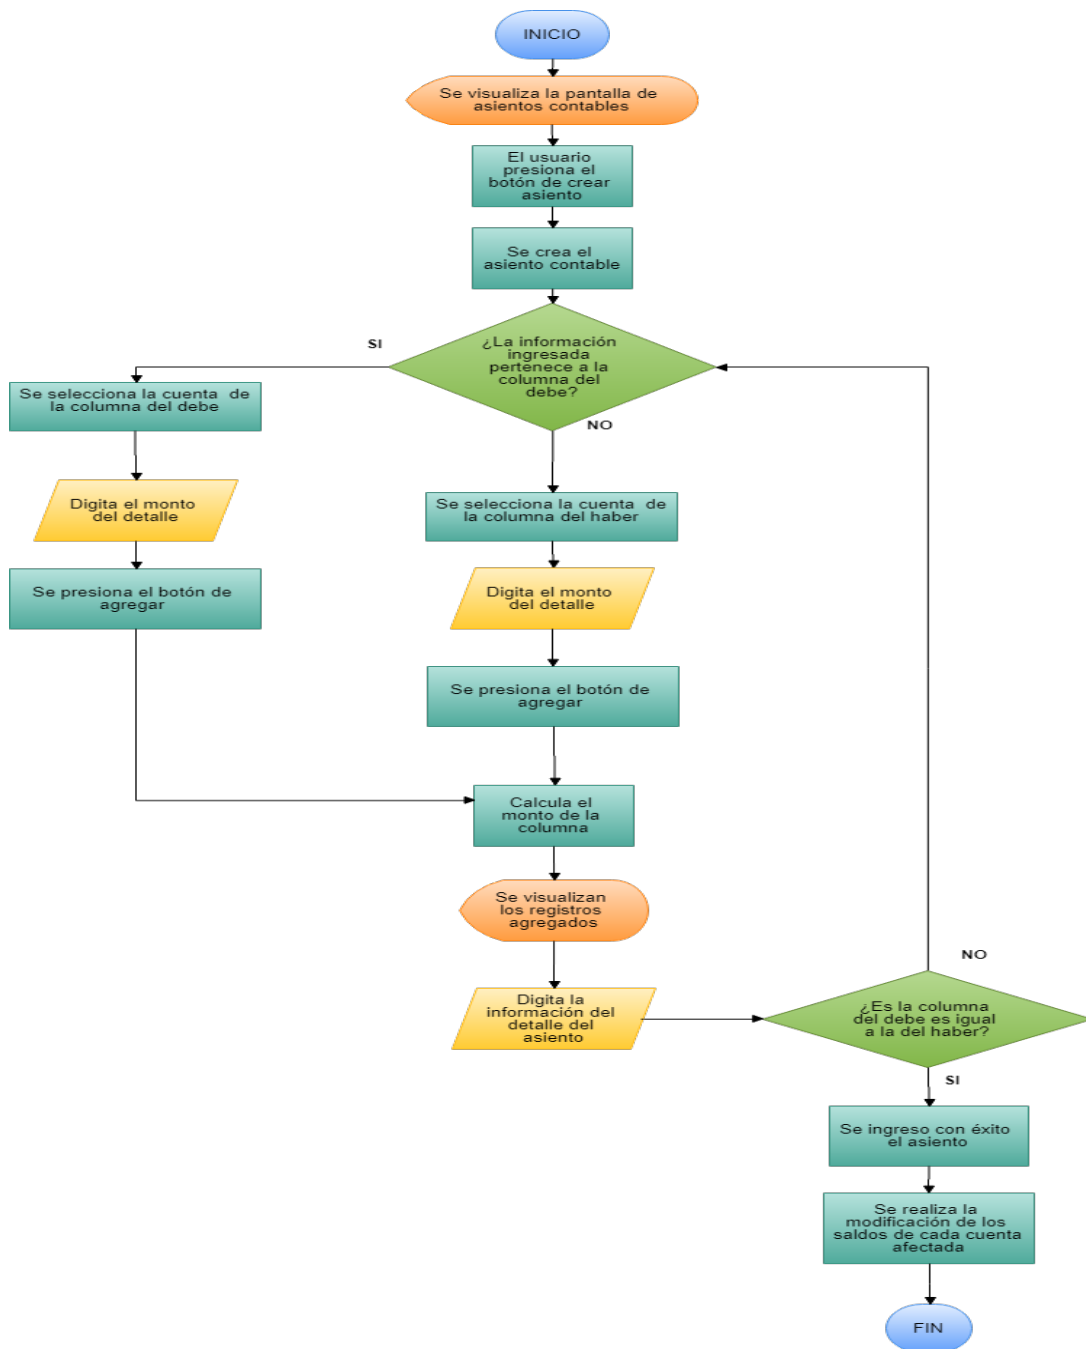 INICIO
Se visualiza la pantalla de
asientos contables
El usuario
presiona el
botón de crear
asiento
Se crea el
asiento contable
¿La información
ingresada
pertenece a la
columna del
debe?
SI
NO
Se selecciona la cuenta de
la columna del debe
Digita el monto
del detalle
Se presiona el botón de
agregar
Se selecciona la cuenta de
la columna del haber
Digita el monto
del detalle
Se presiona el botón de
agregar
Calcula el
monto de la
columna
Se visualizan
los registros
agregados
Digita la
información del
detalle del
asiento
¿Es la columna
del debe es igual
a la del haber?
NO
SI
Se ingreso con éxito
el asiento
Se realiza la
modificación de los
saldos de cada cuenta
afectada
FIN